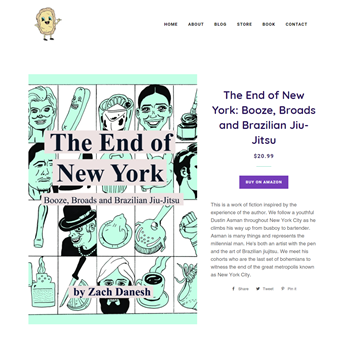 HOME ABOUT BLOG STORE BOOK CONTACT
The End of
New York
Booze, Broads and Brazilian Jiu-Jitsu
by Zach Danesh
The End of New
York: Booze, Broads
and Brazilian Jiu-
Jitsu
$20.99
BUY ON AMAZON
This is a work of fiction inspired by the
experience of the author. We follow a youthful
Dustin Asman throughout New York City as he
climbs his way up from busboy to bartender.
Asman is many things and represents the
millennial man. He's both an artist with the pen
and the art of Brazilian jiujitsu. We meet his
cohorts who are the last set of bohemians to
witness the end of the great metropolis known
as New York City.
Share Tweet Pin it